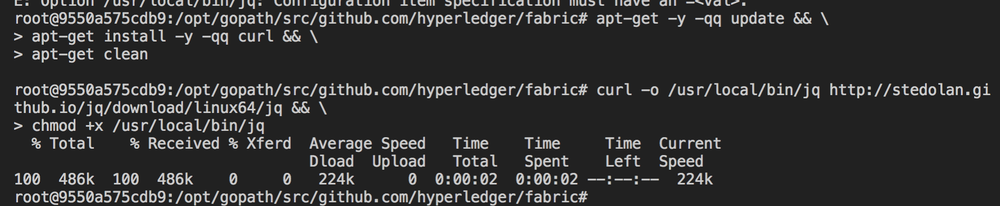 E: Option /usr/local/bin/jq: Configuration item specification must have an =<val>.
root@9550a575cdb9:/opt/gopath/src/github.com/hyperledger/fabric# apt-get -y -qq update && \
> apt-get install -y -qq curl && \
> apt-get clean
root@9550a575cdb9:/opt/gopath/src/github.com/hyperledger/fabric# curl -o /usr/local/bin/jq http://stedolan.gi
thub.io/jq/download/linux64/jq && \
> chmod +x /usr/local/bin/jq
  % Total    % Received % Xferd  Average Speed   Time    Time     Time  Current
                                 Dload  Upload   Total   Spent    Left  Speed
100  486k  100  486k    0     0   224k      0  0:00:02  0:00:02 --:--:--  224k
root@9550a575cdb9:/opt/gopath/src/github.com/hyperledger/fabric#